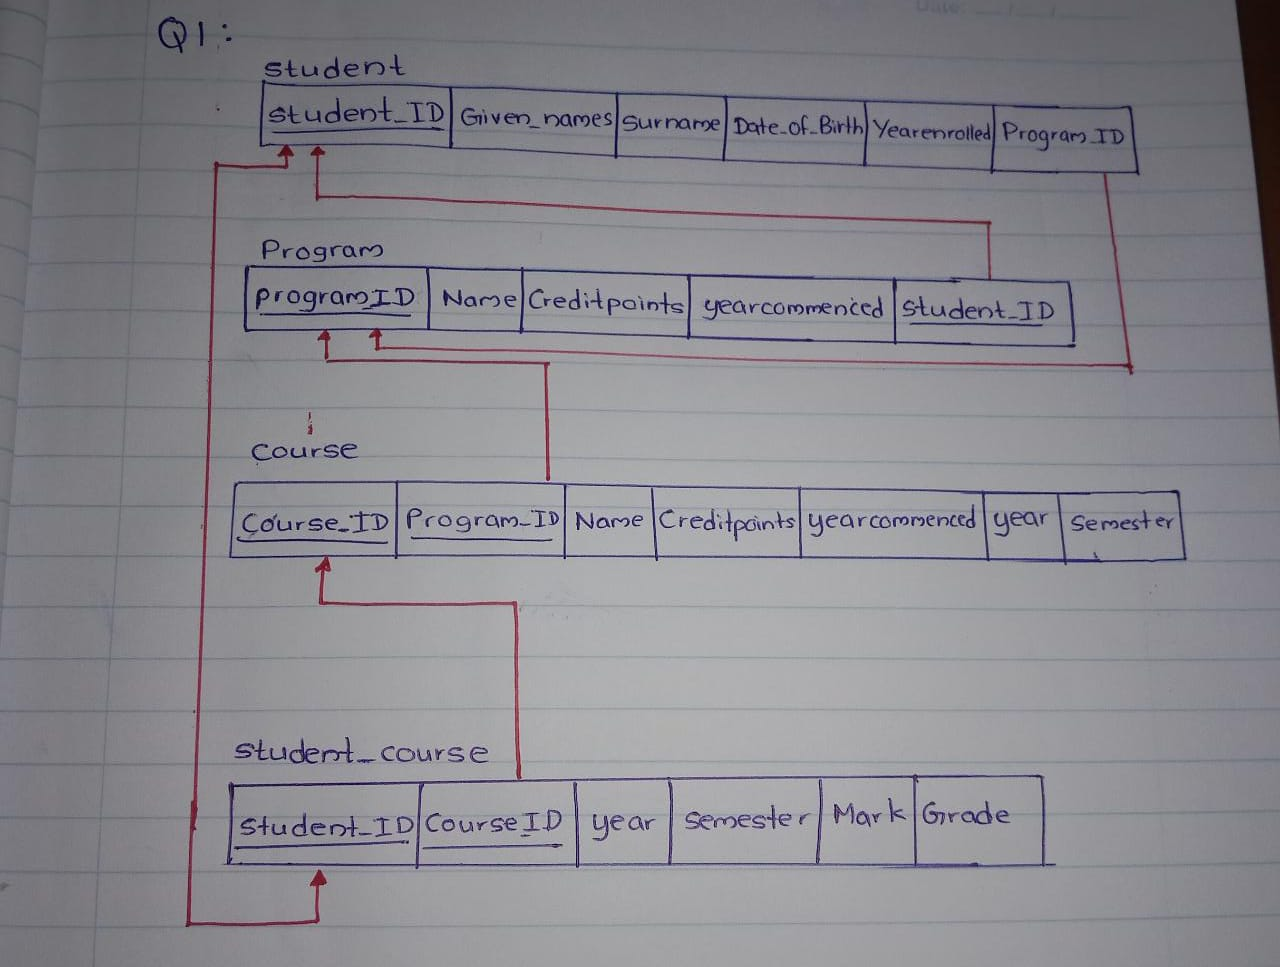 Date:
Q1:
Student
Student_ID Given_names Surname Date_of_Birth Yearenrolled Program_ID
Program
ProgramID Name Creditpoints yearcommenced Student_ID
Course
Course_ID Program_ID Name Creditpoints yearcommenced year Semester
Student_course
Student_ID CourseID year Semester Mark Grade